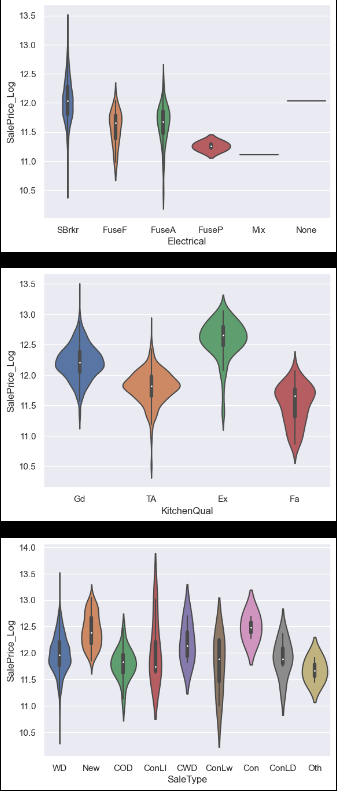 13.5
13.0
12.5
12.0
11.5
11.0
10.5
SalePrice_Log
SBrkr FuseF FuseA FuseP Mix None
Electrical
13.5
13.0
12.5
12.0
11.5
11.0
10.5
SalePrice_Log
Gd TA Ex Fa
KitchenQual
14.0
13.5
13.0
12.5
12.0
11.5
11.0
10.5
SalePrice_Log
WD New COD ConLI CWD ConLw Con ConLD Oth
SaleType